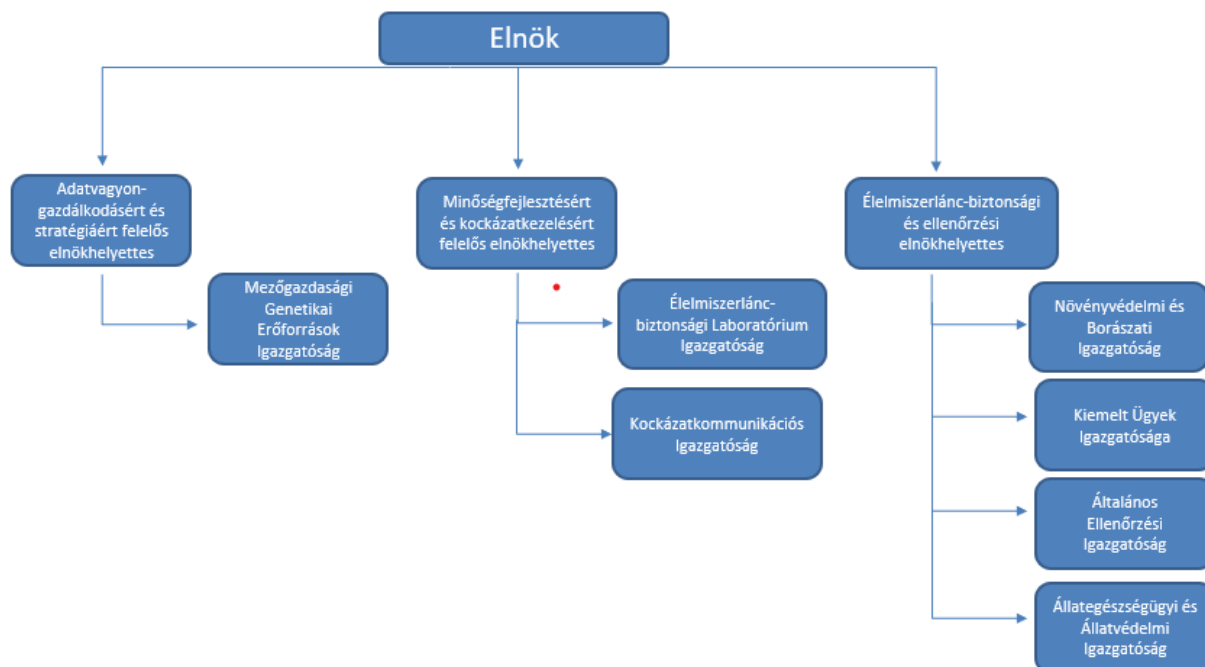 Elnök
Adatvagyon-
gazdálkodásért és
stratégiáért felelős
elnökhelyettes
Mezőgazdasági
Genetikai
Erőforrások
Igazgatóság
Minőségfejlesztésért
és kockázatkezelésért
felelős elnökhelyettes
Élelmiszerlánc-
biztonsági Laboratórium
Igazgatóság
Kockázatkommunikációs
Igazgatóság
Élelmiszerlánc-biztonsági
és ellenőrzési
elnökhelyettes
Növényvédelmi és
Borászati
Igazgatóság
Kiemelt Ügyek
Igazgatósága
Általános
Ellenőrzési
Igazgatóság
Állategészségügyi és
Állatvédelmi
Igazgatóság